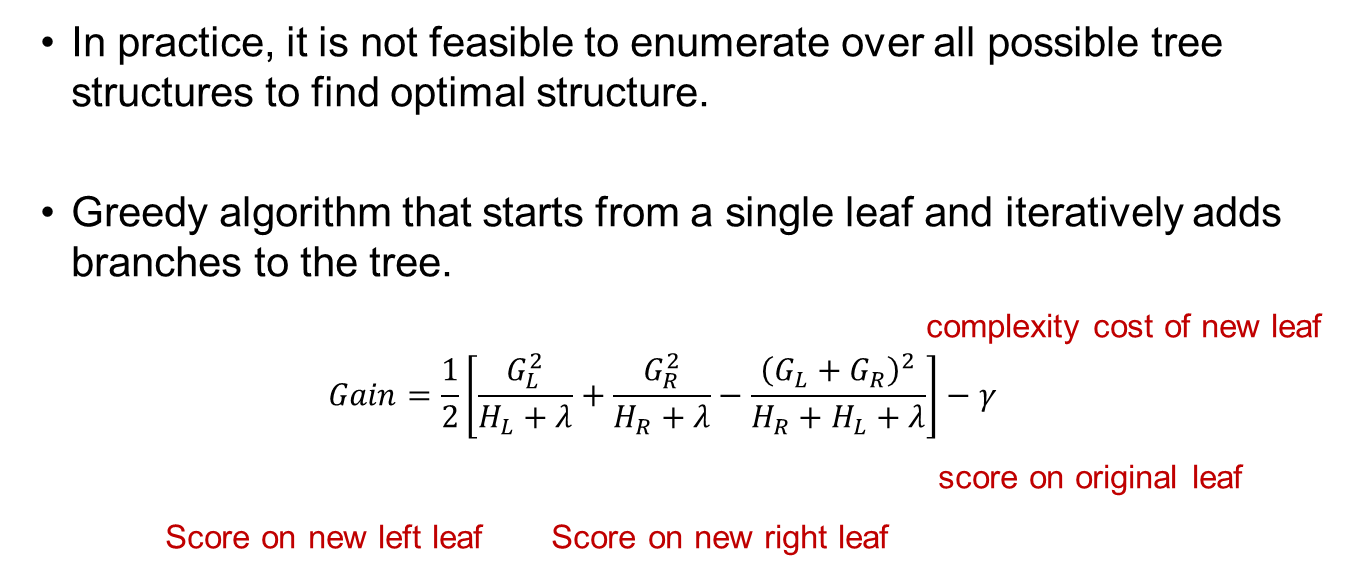 • In practice, it is not feasible to enumerate over all possible tree
structures to find optimal structure.
• Greedy algorithm that starts from a single leaf and iteratively adds
branches to the tree.
complexity cost of new leaf
Gain = 1/2 [ G_L^2 / (H_L + λ) + G_R^2 / (H_R + λ) − (G_L + G_R)^2 / (H_R + H_L + λ) ] − γ
score on original leaf
Score on new left leaf Score on new right leaf